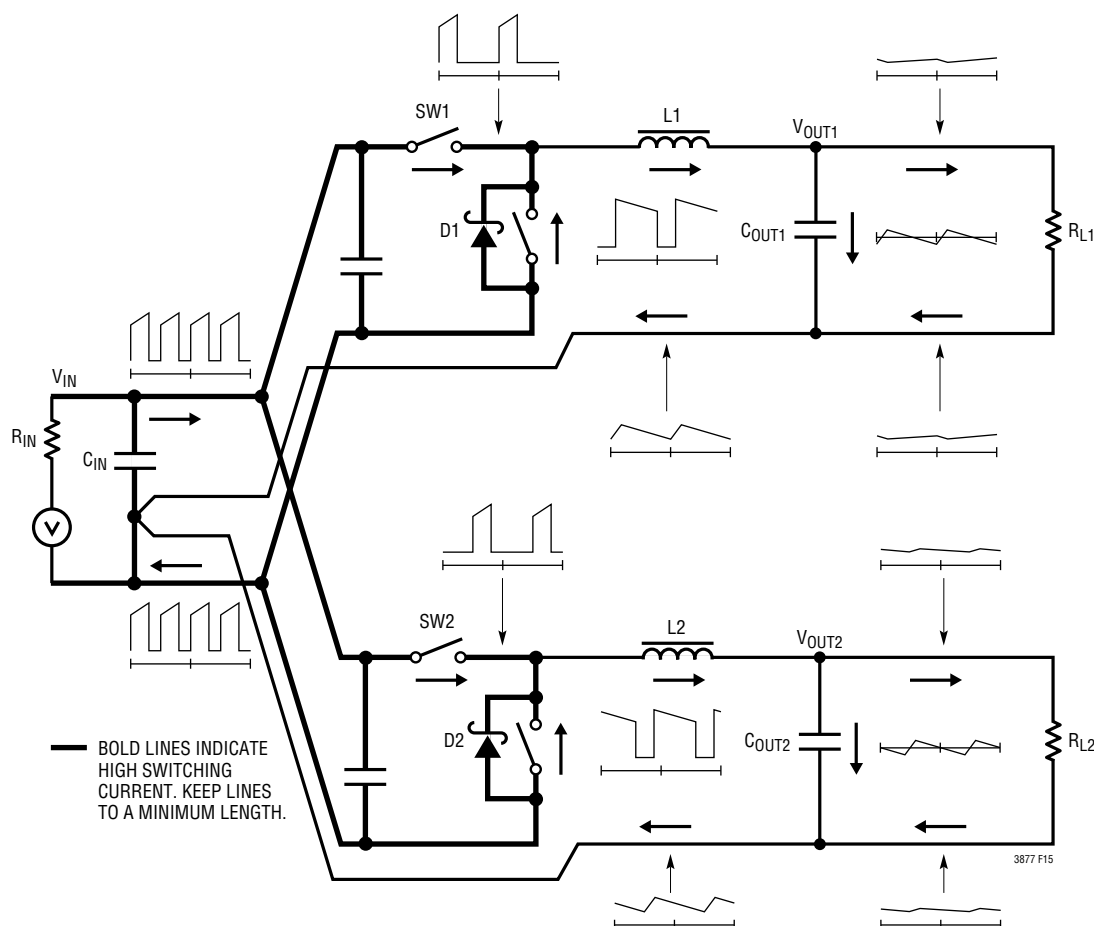 SW1
L1
VOUT1
D1
COUT1
RL1
VIN
RIN
CIN
V
SW2
L2
VOUT2
D2
COUT2
RL2
BOLD LINES INDICATE
HIGH SWITCHING
CURRENT. KEEP LINES
TO A MINIMUM LENGTH.
3877 F15